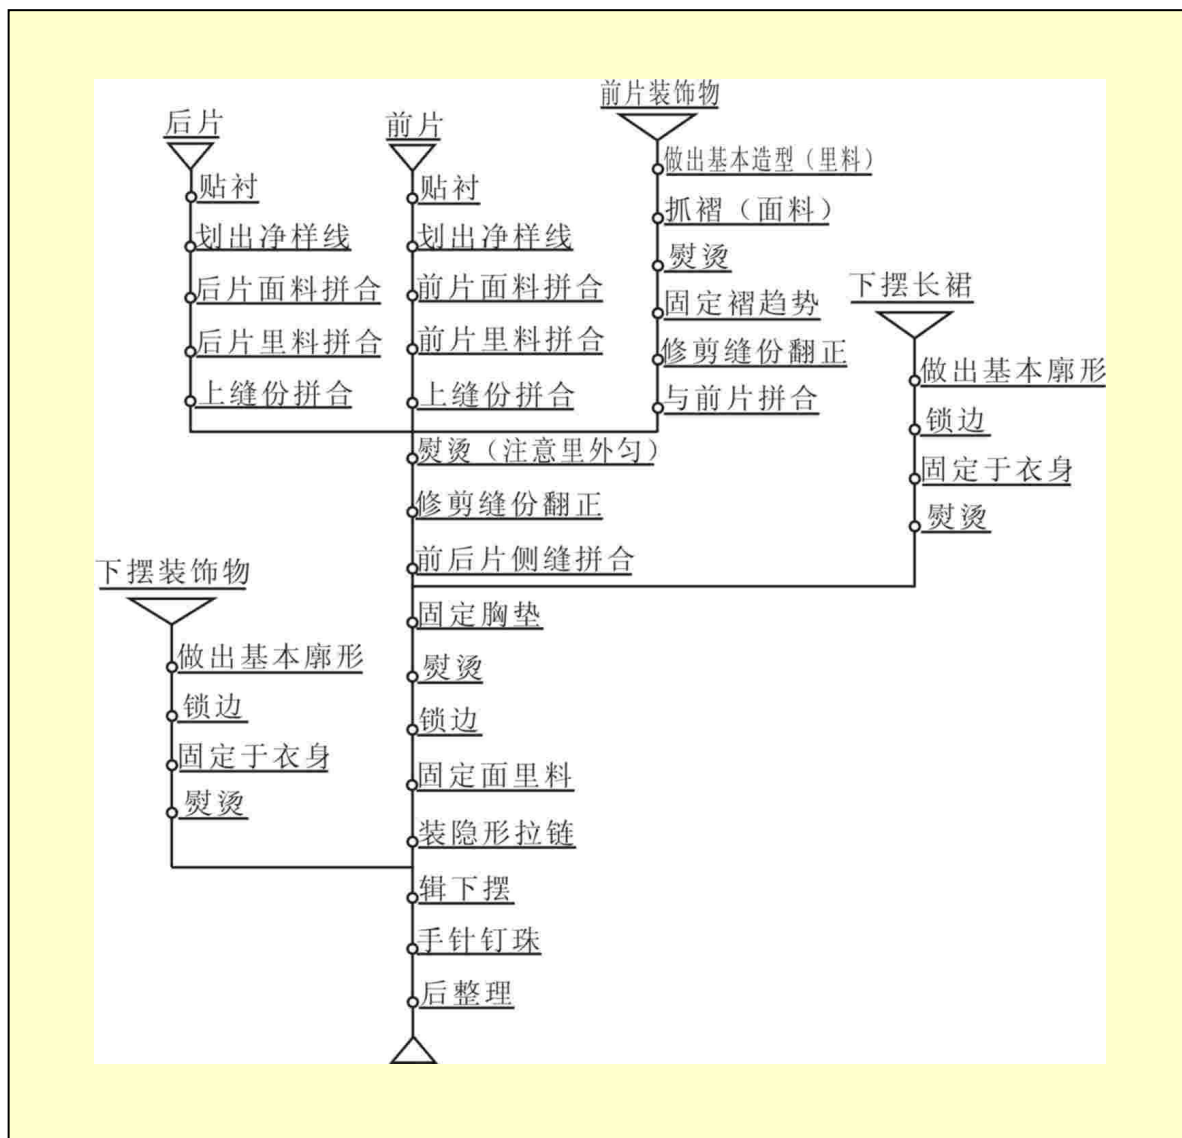 后片
贴衬
划出净样线
后片面料拼合
后片里料拼合
上缝份拼合
前片
贴衬
划出净样线
前片面料拼合
前片里料拼合
上缝份拼合
前片装饰物
做出基本造型（里料）
抓褶（面料）
熨烫
固定褶趋势
修剪缝份翻正
与前片拼合
熨烫（注意里外匀）
修剪缝份翻正
前后片侧缝拼合
下摆长裙
做出基本廓形
锁边
固定于衣身
熨烫
固定胸垫
熨烫
锁边
固定面里料
装隐形拉链
下摆装饰物
做出基本廓形
锁边
固定于衣身
熨烫
辑下摆
手针钉珠
后整理